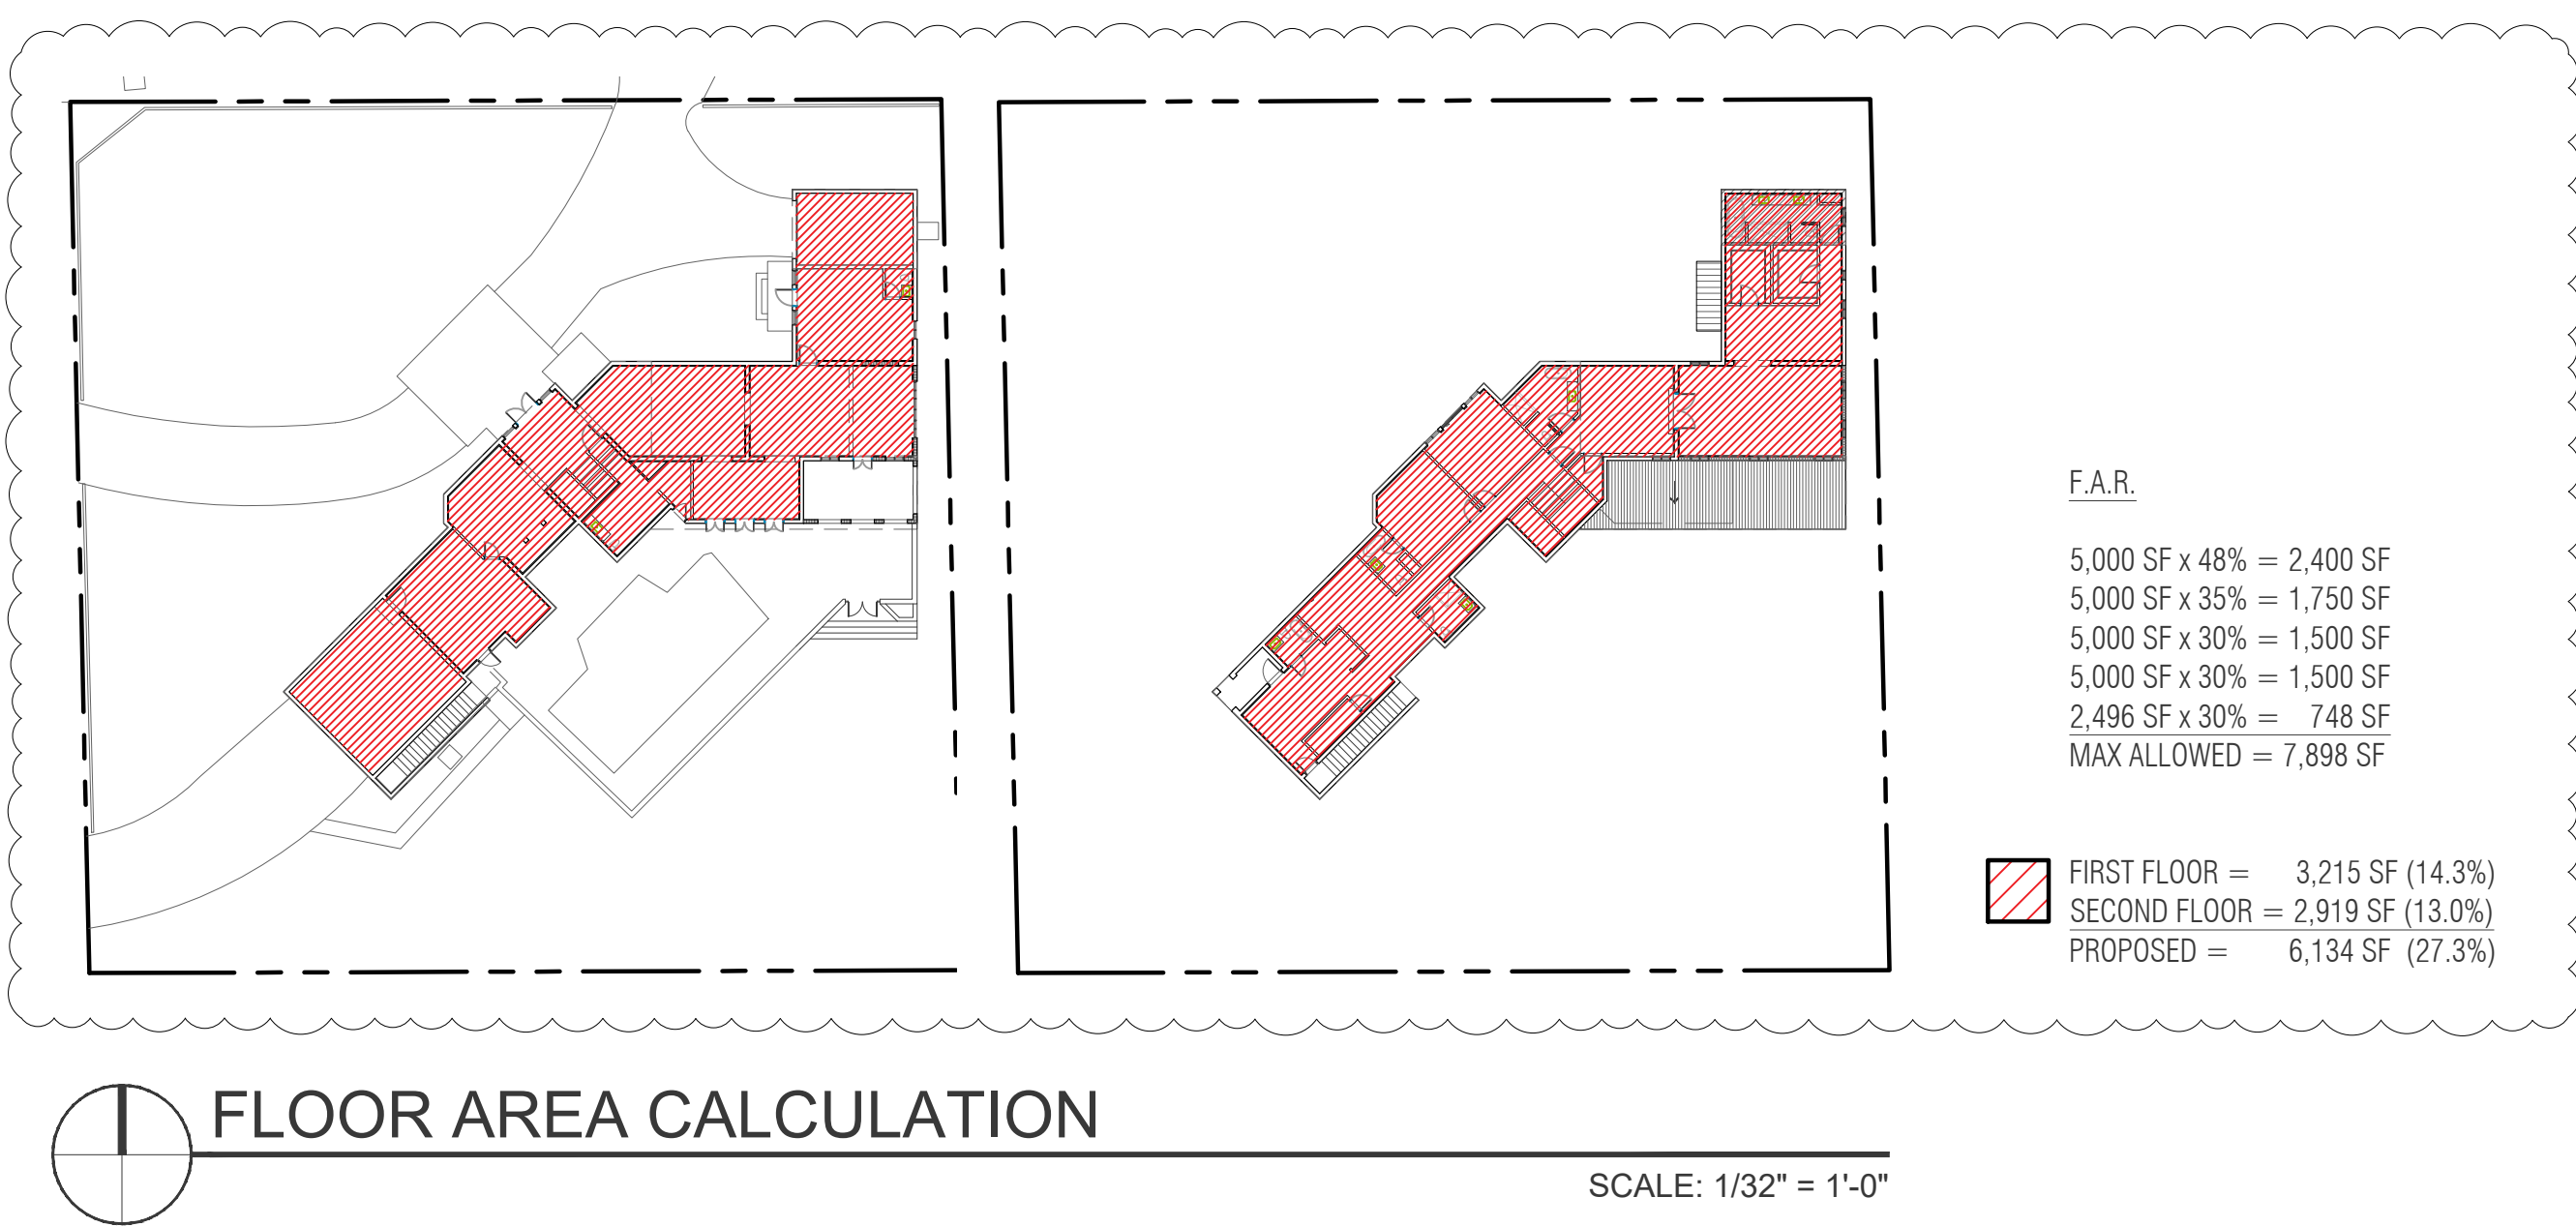 F.A.R.
5,000 SF x 48% = 2,400 SF
5,000 SF x 35% = 1,750 SF
5,000 SF x 30% = 1,500 SF
5,000 SF x 30% = 1,500 SF
2,496 SF x 30% = 748 SF
MAX ALLOWED = 7,898 SF
FIRST FLOOR = 3,215 SF (14.3%)
SECOND FLOOR = 2,919 SF (13.0%)
PROPOSED = 6,134 SF (27.3%)
FLOOR AREA CALCULATION
SCALE: 1/32" = 1'-0"